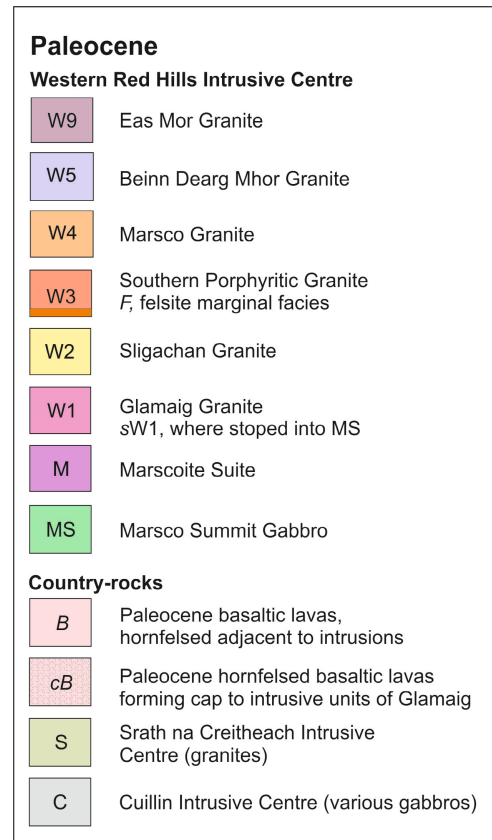 Paleocene
Western Red Hills Intrusive Centre
W9 Eas Mor Granite
W5 Beinn Dearg Mhor Granite
W4 Marsco Granite
W3 Southern Porphyritic Granite
F, felsite marginal facies
W2 Sligachan Granite
W1 Glamaig Granite
sW1, where stoped into MS
M Marscoite Suite
MS Marsco Summit Gabbro
Country-rocks
B Paleocene basaltic lavas,
hornfelsed adjacent to intrusions
cB Paleocene hornfelsed basaltic lavas
forming cap to intrusive units of Glamaig
S Srath na Creitheach Intrusive
Centre (granites)
C Cuillin Intrusive Centre (various gabbros)